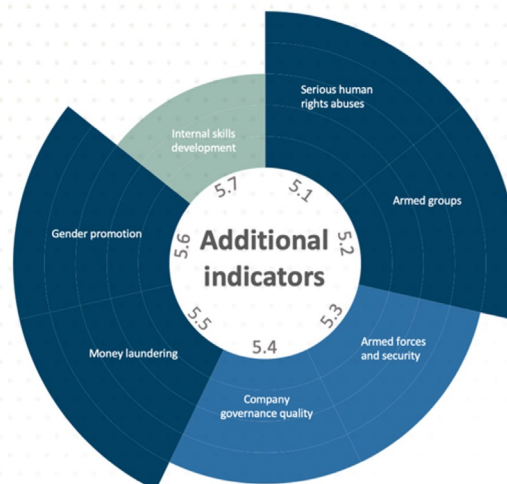 Serious human
rights abuses
Internal skills
development
Armed groups
Gender promotion
Additional
indicators
5.1
5.2
5.3
5.4
5.5
5.6
5.7
Money laundering
Armed forces
and security
Company
governance quality